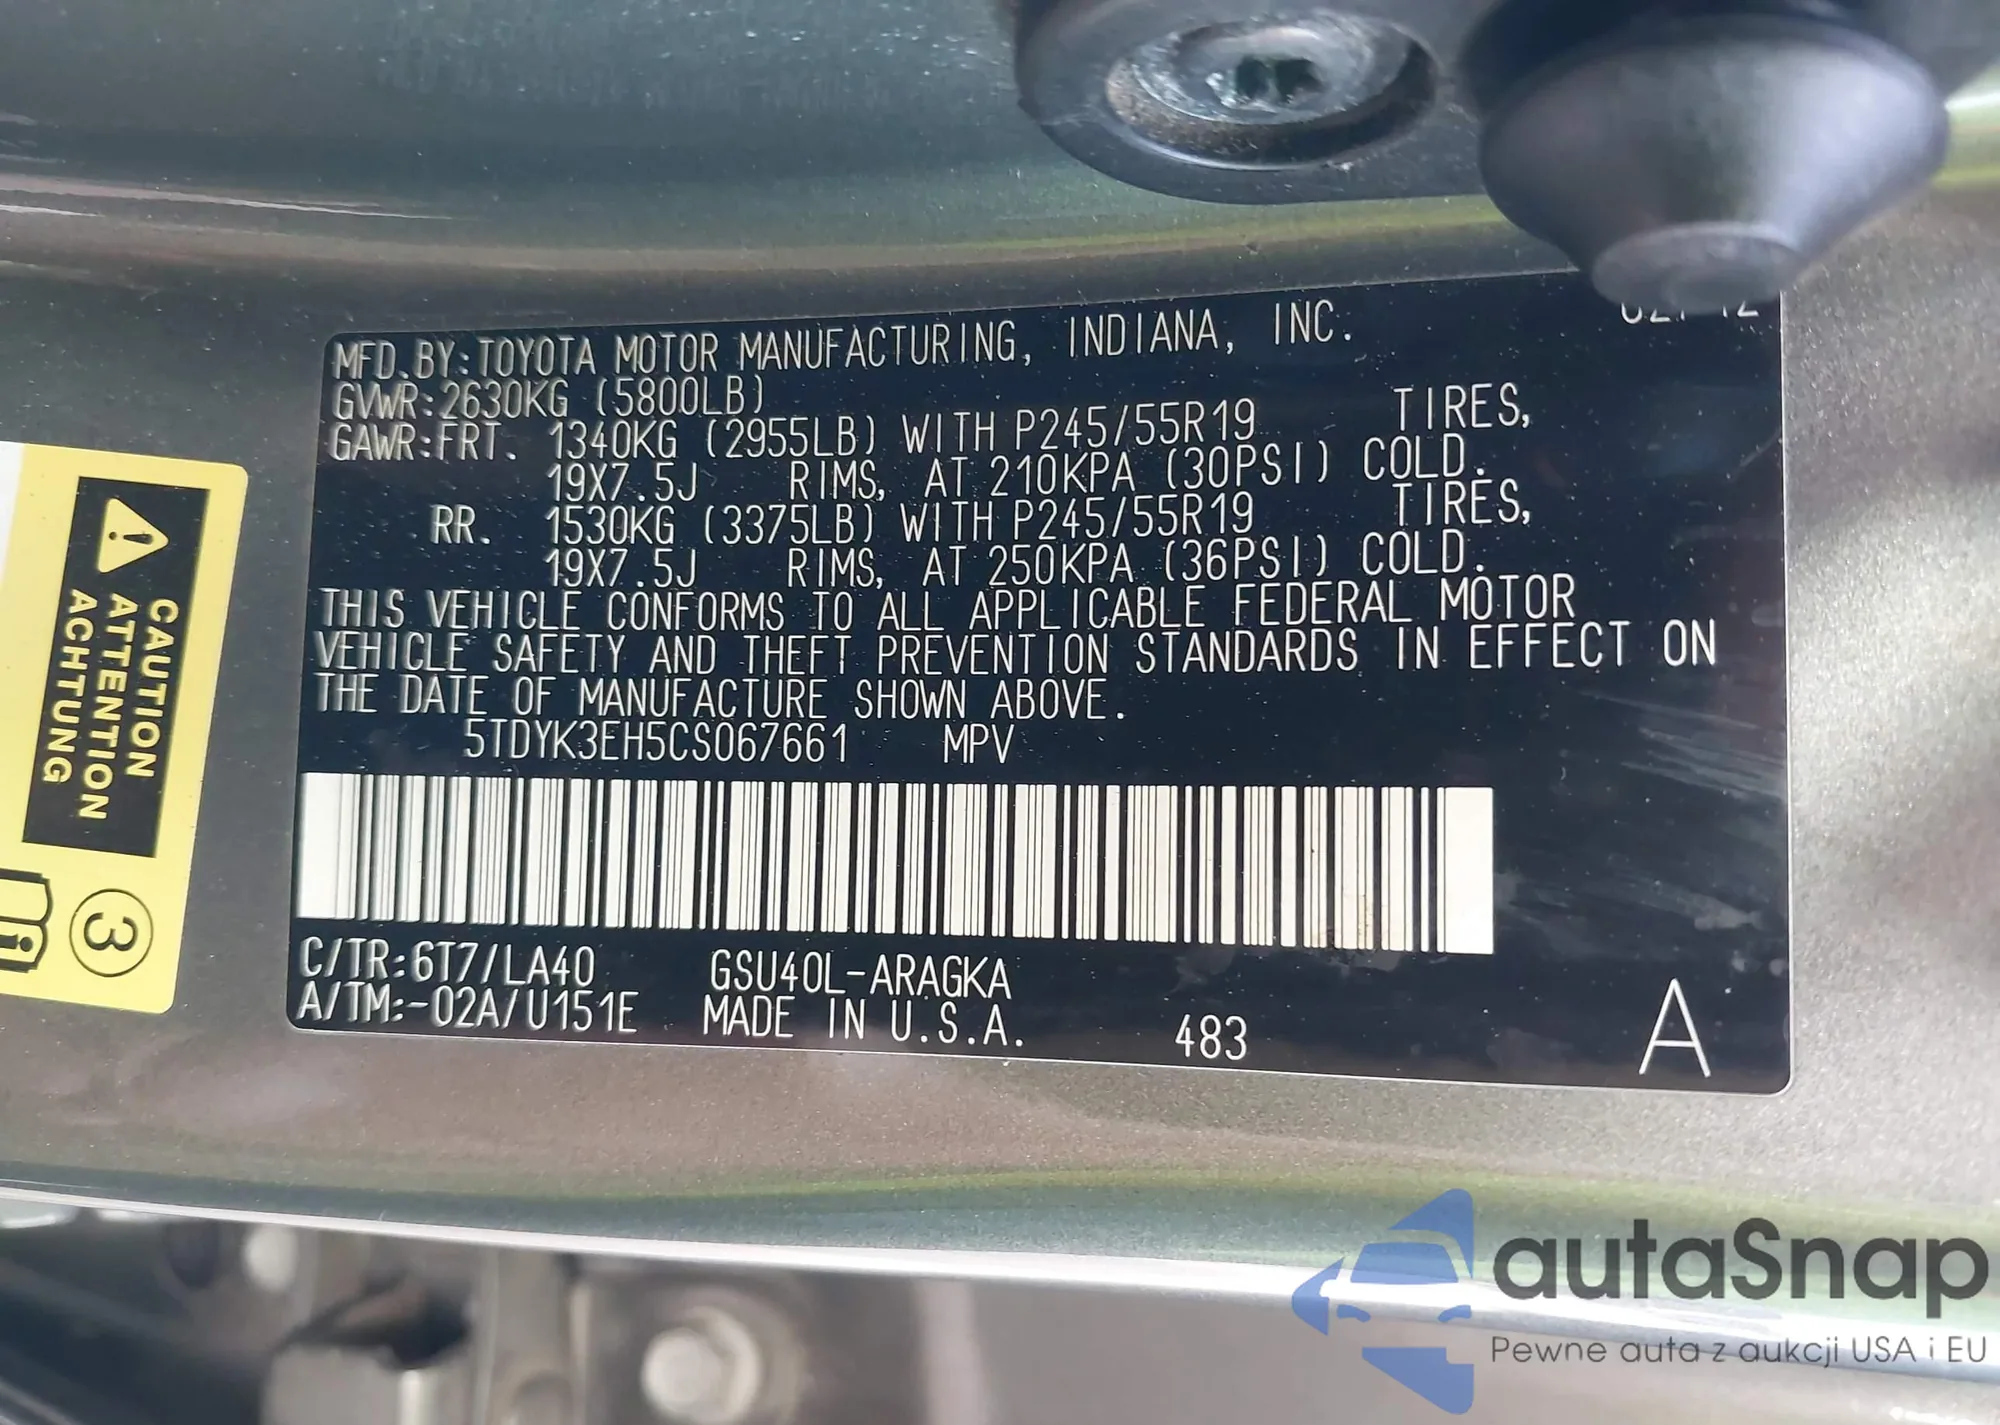 MFD.BY:TOYOTA MOTOR MANUFACTURING, INDIANA, INC.
GVWR:2630KG (5800LB)
GAWR:FRT. 1340KG (2955LB) WITH P245/55R19 TIRES,
19X7.5J RIMS, AT 210KPA (30PSI) COLD.
RR. 1530KG (3375LB) WITH P245/55R19 TIRES,
19X7.5J RIMS, AT 250KPA (36PSI) COLD.
THIS VEHICLE CONFORMS TO ALL APPLICABLE FEDERAL MOTOR
VEHICLE SAFETY AND THEFT PREVENTION STANDARDS IN EFFECT ON
THE DATE OF MANUFACTURE SHOWN ABOVE.
5TDYK3EH5CS067661 MPV
C/TR:6T7/LA40 GSU40L-ARAGKA
A/TM:-02A/U151E MADE IN U.S.A. 483 A
CAUTION
ATTENTION
ACHTUNG
3
autaSnap
Pewne auta z aukcji USA i EU